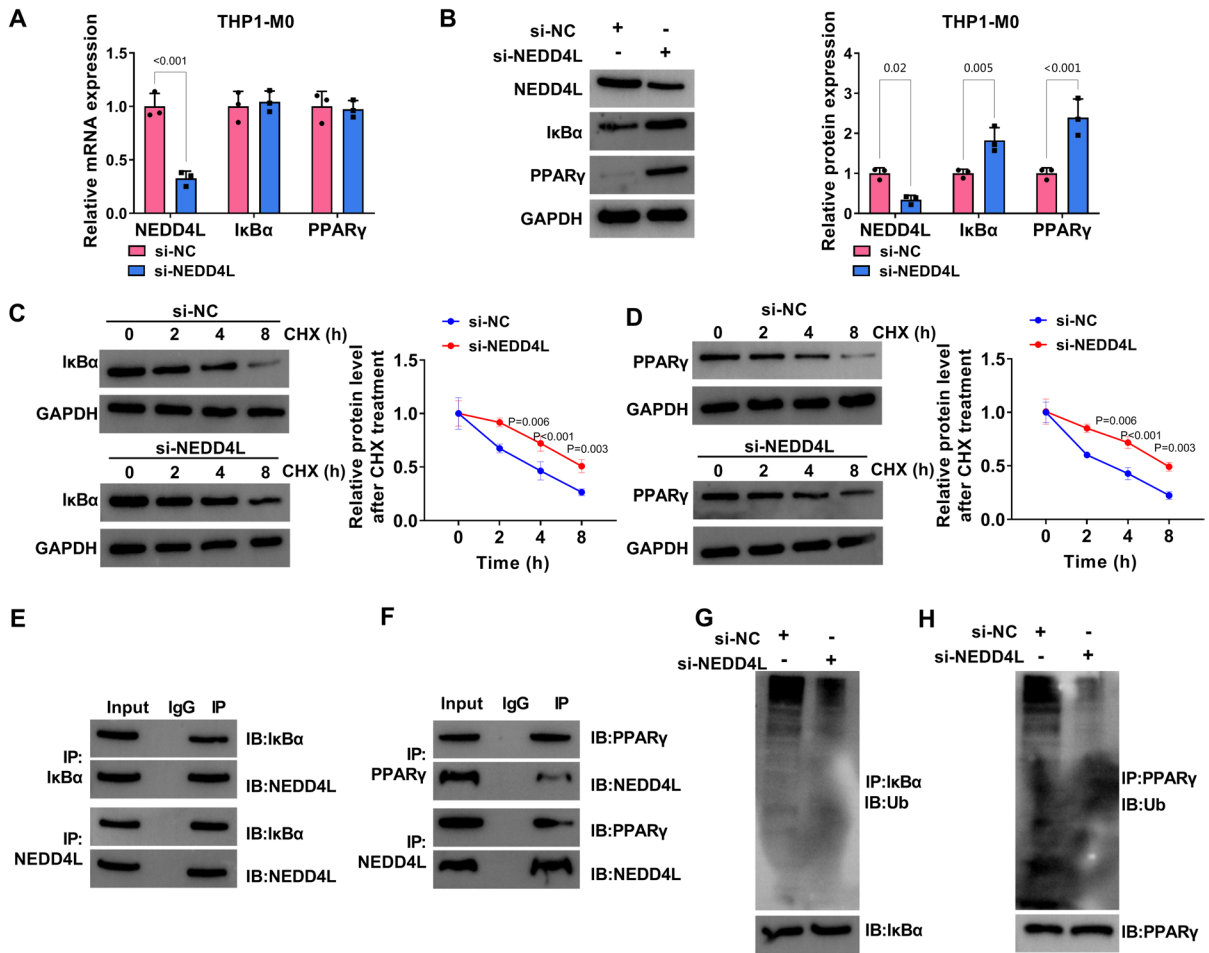 A
THP1-M0
Relative mRNA expression
1.5
1.0
0.5
0.0
<0.001
NEDD4L IκBα PPARγ
si-NC
si-NEDD4L
B
si-NC + -
si-NEDD4L - +
NEDD4L
IκBα
PPARγ
GAPDH
THP1-M0
Relative protein expression
4
3
2
1
0
0.02 0.005 <0.001
NEDD4L IκBα PPARγ
si-NC
si-NEDD4L
C
si-NC
0 2 4 8 CHX (h)
IκBα
GAPDH
si-NEDD4L
0 2 4 8 CHX (h)
IκBα
GAPDH
si-NC
si-NEDD4L
Relative protein level
after CHX treatment
1.5
1.0
0.5
0.0
P=0.006
P<0.001
P=0.003
0 2 4 8
Time (h)
D
si-NC
0 2 4 8 CHX (h)
PPARγ
GAPDH
si-NEDD4L
0 2 4 8 CHX (h)
PPARγ
GAPDH
si-NC
si-NEDD4L
Relative protein level
after CHX treatment
1.5
1.0
0.5
0.0
P=0.006
P<0.001
P=0.003
0 2 4 8
Time (h)
E
Input IgG IP
IP:
IκBα
IB:IκBα
IB:NEDD4L
IP:
NEDD4L
IB:IκBα
IB:NEDD4L
F
Input IgG IP
IP:
PPARγ
IB:PPARγ
IB:NEDD4L
IP:
NEDD4L
IB:PPARγ
IB:NEDD4L
G
si-NC + -
si-NEDD4L - +
IP:IκBα
IB:Ub
IB:IκBα
H
si-NC + -
si-NEDD4L - +
IP:PPARγ
IB:Ub
IB:PPARγ